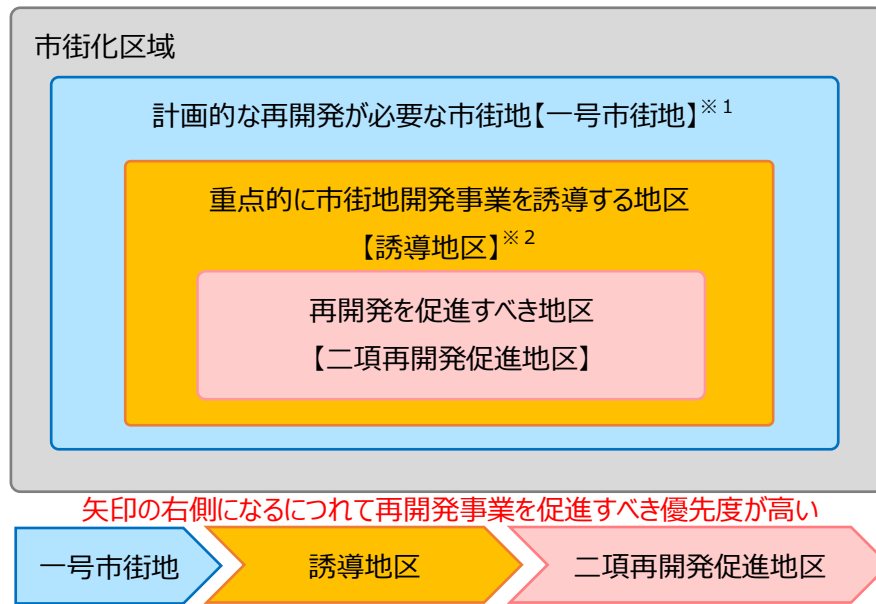 市街化区域
計画的な再開発が必要な市街地【一号市街地】※1
重点的に市街地開発事業を誘導する地区
【誘導地区】※2
再開発を促進すべき地区
【二項再開発促進地区】
矢印の右側になるにつれて再開発事業を促進すべき優先度が高い
一号市街地
誘導地区
二項再開発促進地区